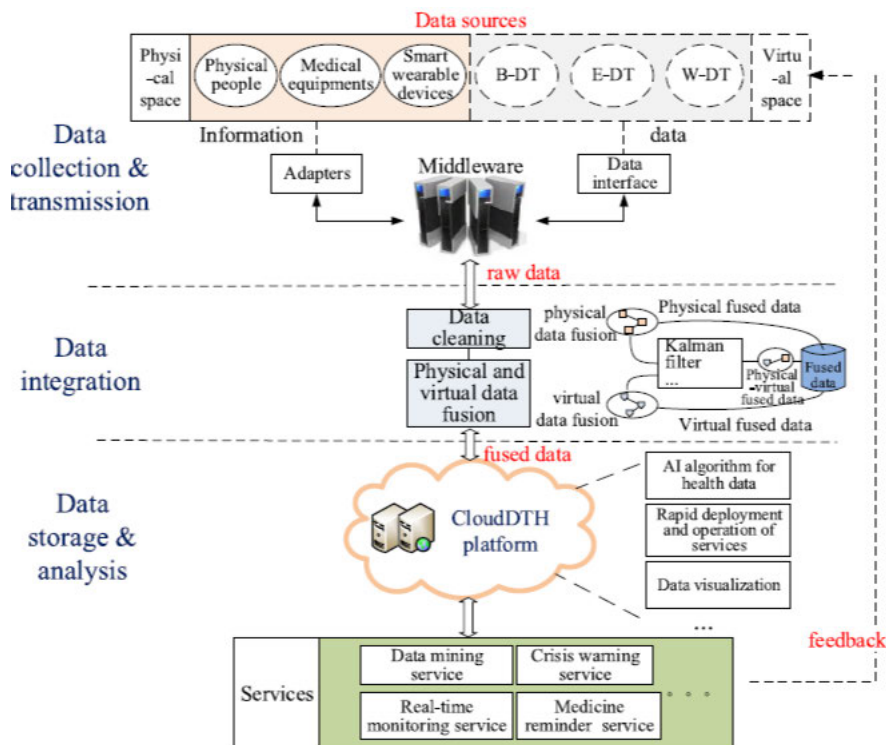 Data sources
Physi
-cal
space
Physical
people
Medical
equipments
Smart
wearable
devices
B-DT
E-DT
W-DT
Virtu
-al
space
Information
data
Data
collection &
transmission
Adapters
Middleware
Data
interface
raw data
Data
integration
Data
cleaning
Physical and
virtual data
fusion
physical
data fusion
Physical fused data
Kalman
filter
...
Physical
-virtual
fused data
Fused
data
virtual
data fusion
Virtual fused data
fused data
Data
storage &
analysis
CloudDTH
platform
AI algorithm for
health data
Rapid deployment
and operation of
services
Data visualization
...
feedback
Services
Data mining
service
Crisis warning
service
Real-time
monitoring service
Medicine
reminder service